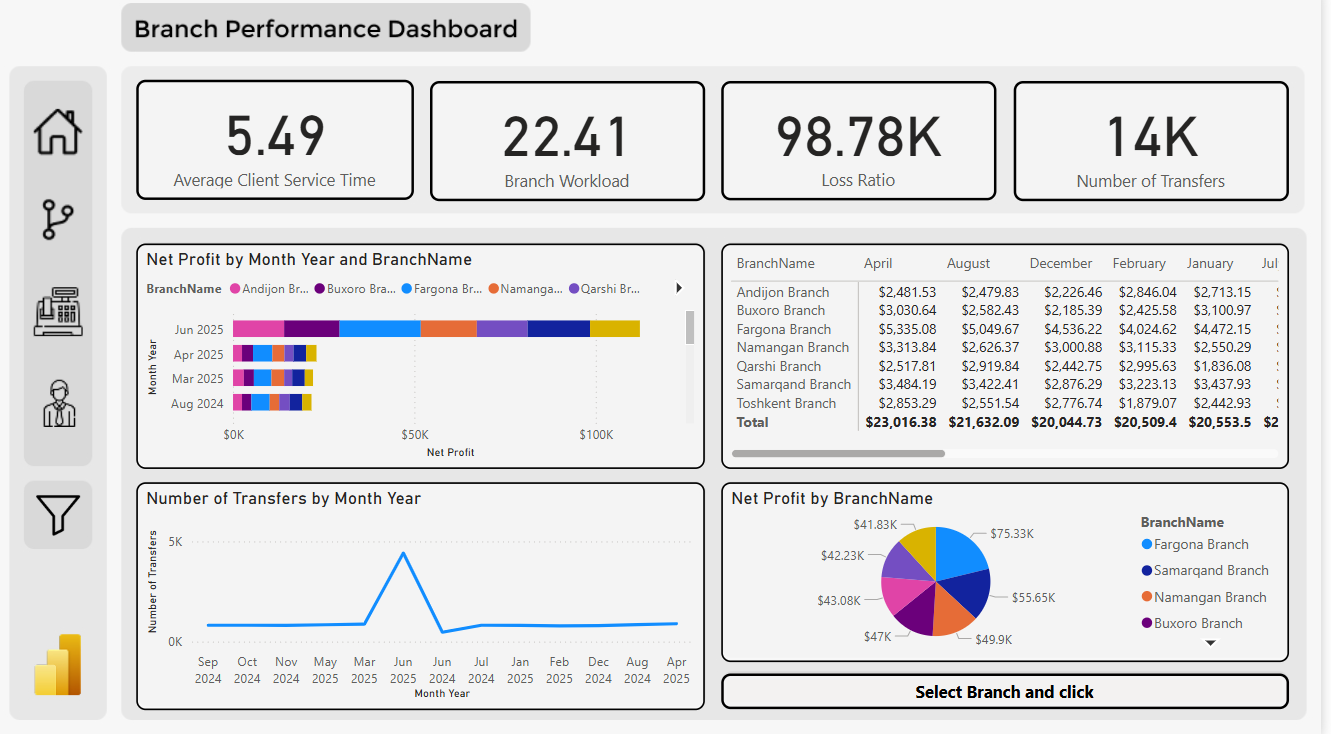 Branch Performance Dashboard
5.49
Average Client Service Time
22.41
Branch Workload
98.78K
Loss Ratio
14K
Number of Transfers
Net Profit by Month Year and BranchName
BranchName Andijon Br... Buxoro Bra... Fargona Br... Namanga... Qarshi Br...
Month Year
Jun 2025
Apr 2025
Mar 2025
Aug 2024
$0K $50K $100K
Net Profit
BranchName April August December February January Jul
Andijon Branch $2,481.53 $2,479.83 $2,226.46 $2,846.04 $2,713.15
Buxoro Branch $3,030.64 $2,582.43 $2,185.39 $2,425.58 $3,100.97
Fargona Branch $5,335.08 $5,049.67 $4,536.22 $4,024.62 $4,472.15
Namangan Branch $3,313.84 $2,626.37 $3,000.88 $3,115.33 $2,550.29
Qarshi Branch $2,517.81 $2,919.84 $2,442.75 $2,995.63 $1,836.08
Samarqand Branch $3,484.19 $3,422.41 $2,876.29 $3,223.13 $3,437.93
Toshkent Branch $2,853.29 $2,551.54 $2,776.74 $1,879.07 $2,442.93
Total $23,016.38 $21,632.09 $20,044.73 $20,509.4 $20,553.5 $2
Number of Transfers by Month Year
Number of Transfers
5K
0K
Sep 2024 Oct 2024 Nov 2024 May 2025 Mar 2025 Jun 2025 Jun 2024 Jul 2024 Jan 2025 Feb 2025 Dec 2024 Aug 2024 Apr 2025
Month Year
Net Profit by BranchName
$41.83K
$75.33K
$42.23K
$43.08K
$55.65K
$47K
$49.9K
BranchName
Fargona Branch
Samarqand Branch
Namangan Branch
Buxoro Branch
Select Branch and click